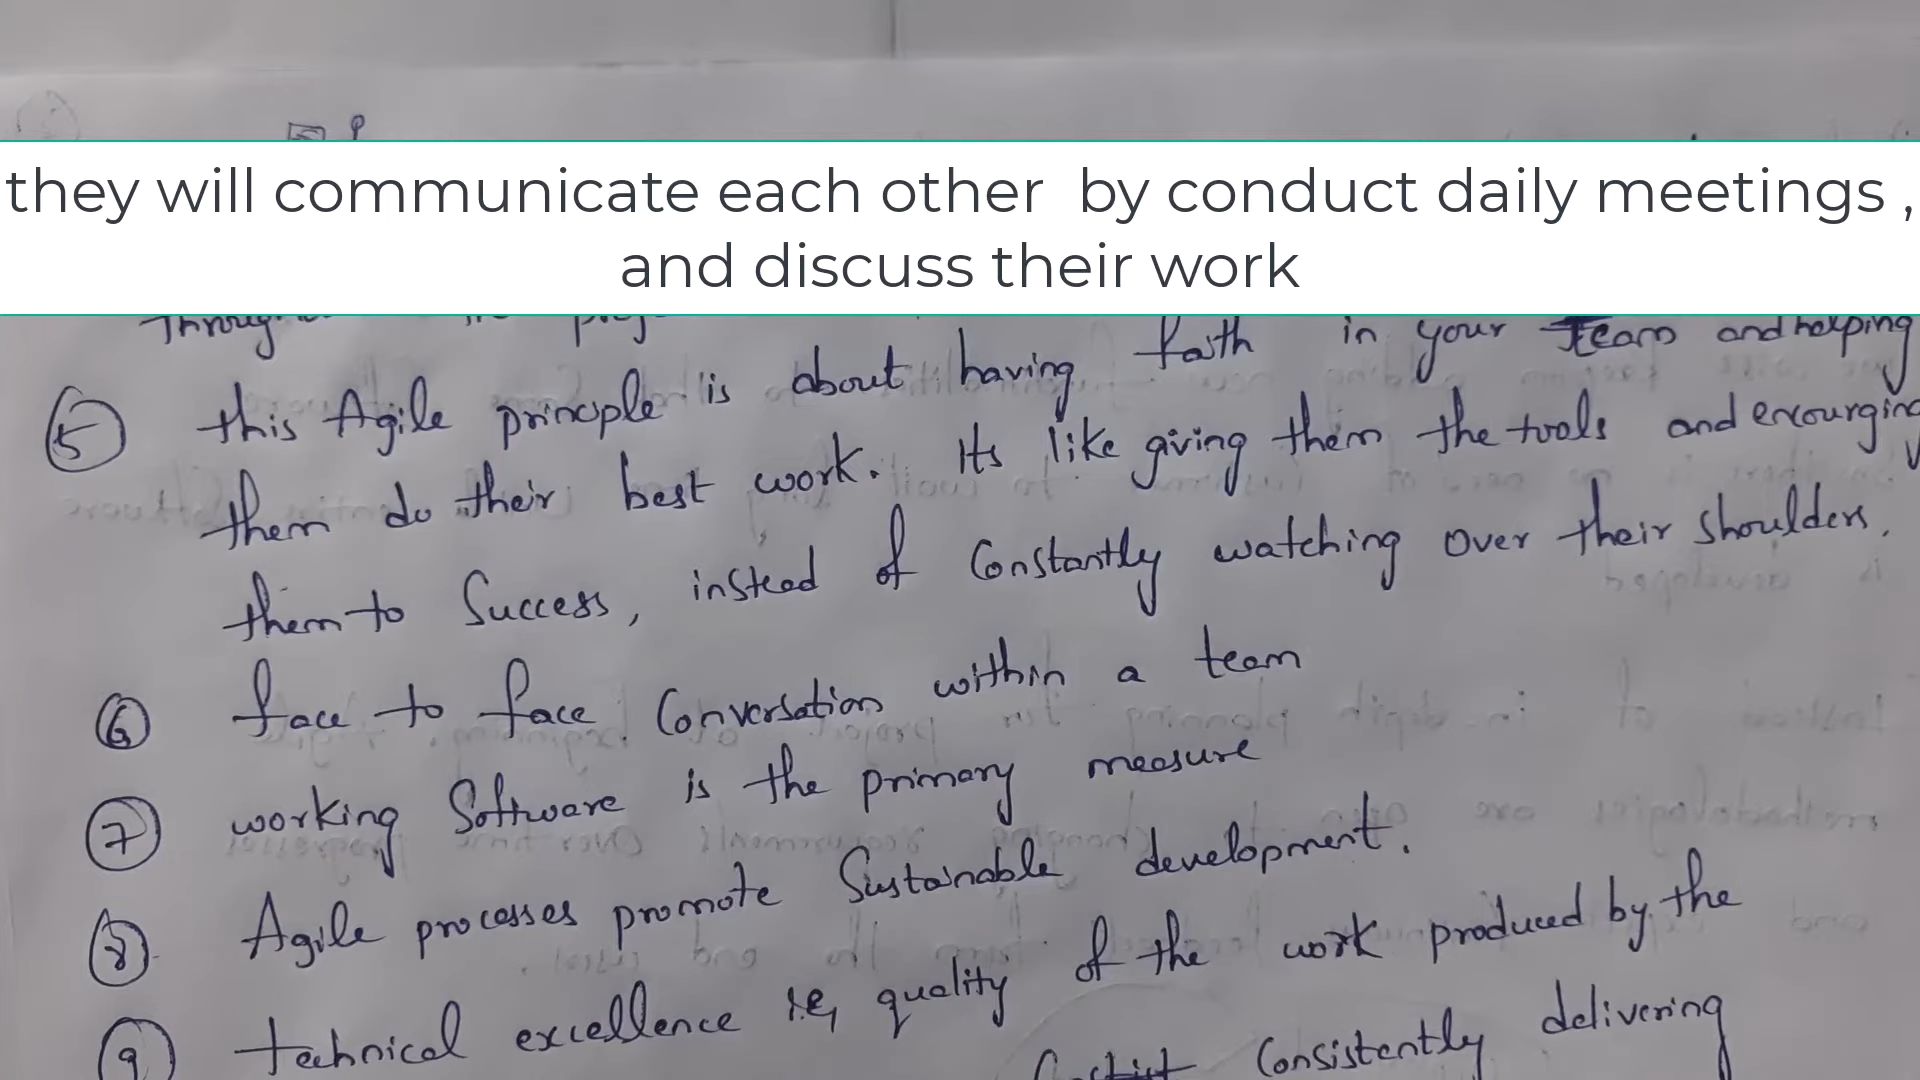 they will communicate each other by conduct daily meetings ,
and discuss their work
in your Team and helping
5 this Agile principle is about having faith
them do their best work. Its like giving them the tools and encourging
them to Success, instead of Constantly watching over their shoulders.
6 face to face Conversation within a team
7 working Software is the primary measure
8 Agile processes promote Sustainable development.
9 technical excellence ie, quality of the work produced by the
Consistently delivering